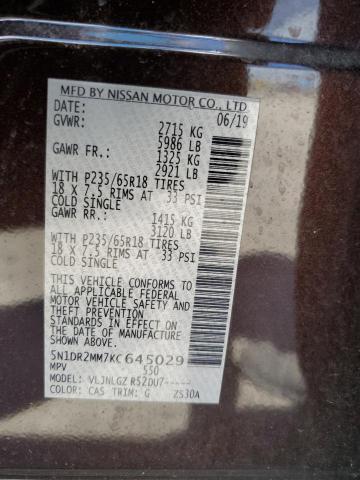 MFD BY NISSAN MOTOR CO., LTD.
DATE: 06/19
GVWR: 2715 KG
5986 LB
GAWR FR.: 1325 KG
2921 LB
WITH P235/65R18 TIRES
18 X 7.5 RIMS AT 33 PSI
COLD SINGLE
GAWR RR.: 1415 KG
3120 LB
WITH P235/65R18 TIRES
18 X 7.5 RIMS AT 33 PSI
COLD SINGLE
THIS VEHICLE CONFORMS TO
ALL APPLICABLE FEDERAL
MOTOR VEHICLE SAFETY AND
THEFT PREVENTION
STANDARDS IN EFFECT ON
THE DATE OF MANUFACTURE
SHOWN ABOVE.
5N1DR2MM7KC645029
MPV 550
MODEL: VLJNLGZ R52DU7-----
COLOR: CAS TRIM: G ZS30A